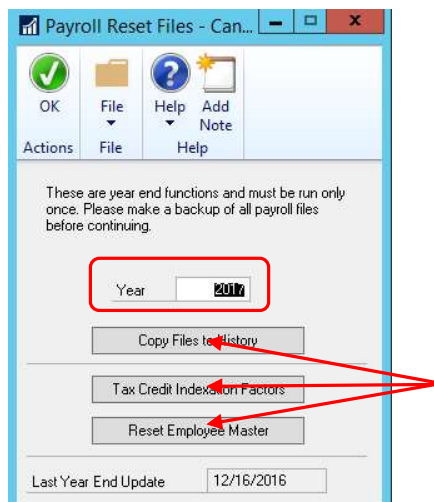 Payroll Reset Files - Can...
OK
File
Help
Add
Note
Actions
File
Help
These are year end functions and must be run only
once. Please make a backup of all payroll files
before continuing.
Year 2017
Copy Files to History
Tax Credit Indexation Factors
Reset Employee Master
Last Year End Update 12/16/2016